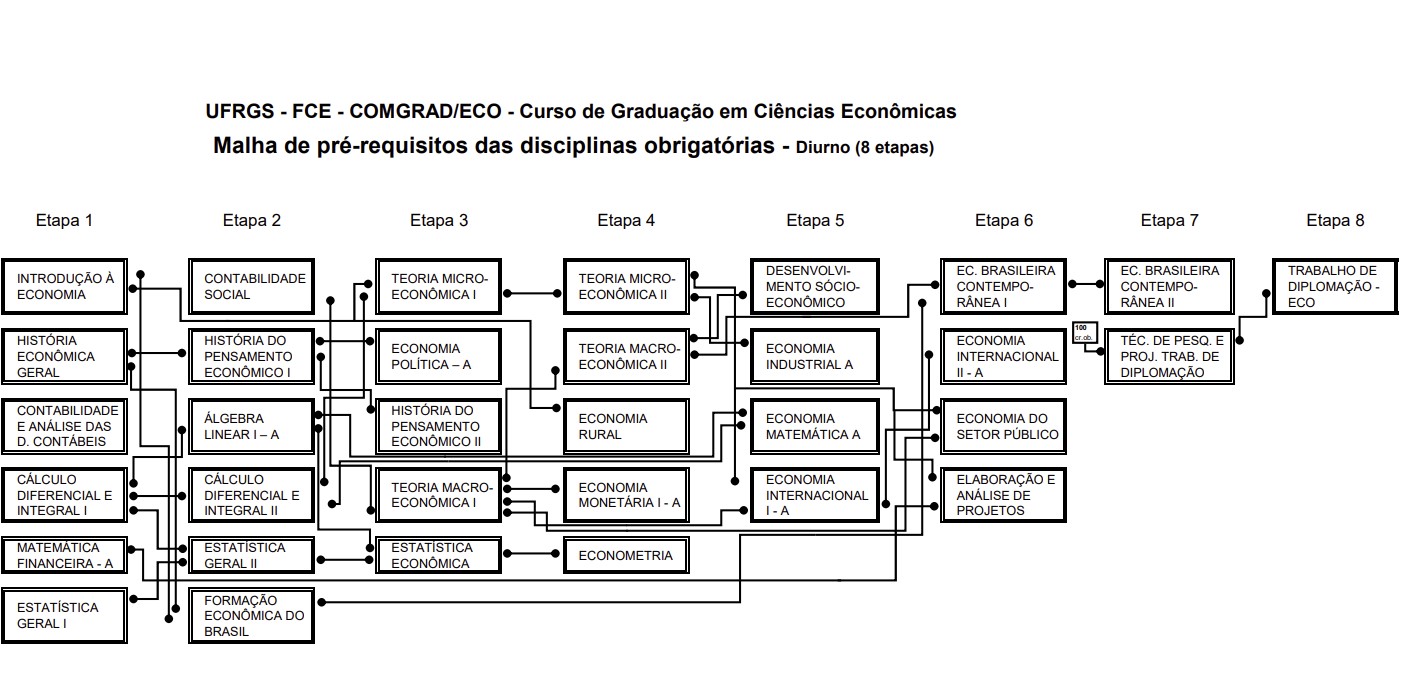 UFRGS - FCE - COMGRAD/ECO - Curso de Graduação em Ciências Econômicas
Malha de pré-requisitos das disciplinas obrigatórias - Diurno (8 etapas)
Etapa 1
Etapa 2
Etapa 3
Etapa 4
Etapa 5
Etapa 6
Etapa 7
Etapa 8
INTRODUÇÃO À
ECONOMIA
HISTÓRIA
ECONÔMICA
GERAL
CONTABILIDADE
E ANÁLISE DAS
D. CONTÁBEIS
CÁLCULO
DIFERENCIAL E
INTEGRAL I
MATEMÁTICA
FINANCEIRA - A
ESTATÍSTICA
GERAL I
CONTABILIDADE
SOCIAL
HISTÓRIA DO
PENSAMENTO
ECONÔMICO I
ÁLGEBRA
LINEAR I – A
CÁLCULO
DIFERENCIAL E
INTEGRAL II
ESTATÍSTICA
GERAL II
FORMAÇÃO
ECONÔMICA DO
BRASIL
TEORIA MICRO-
ECONÔMICA I
ECONOMIA
POLÍTICA – A
HISTÓRIA DO
PENSAMENTO
ECONÔMICO II
TEORIA MACRO-
ECONÔMICA I
ESTATÍSTICA
ECONÔMICA
TEORIA MICRO-
ECONÔMICA II
TEORIA MACRO-
ECONÔMICA II
ECONOMIA
RURAL
ECONOMIA
MONETÁRIA I - A
ECONOMETRIA
DESENVOLVI-
MENTO SÓCIO-
ECONÔMICO
ECONOMIA
INDUSTRIAL A
ECONOMIA
MATEMÁTICA A
ECONOMIA
INTERNACIONAL
I - A
EC. BRASILEIRA
CONTEMPO-
RÂNEA I
ECONOMIA
INTERNACIONAL
II - A
ECONOMIA DO
SETOR PÚBLICO
ELABORAÇÃO E
ANÁLISE DE
PROJETOS
EC. BRASILEIRA
CONTEMPO-
RÂNEA II
100
cr.ob.
TÉC. DE PESQ. E
PROJ. TRAB. DE
DIPLOMAÇÃO
TRABALHO DE
DIPLOMAÇÃO -
ECO